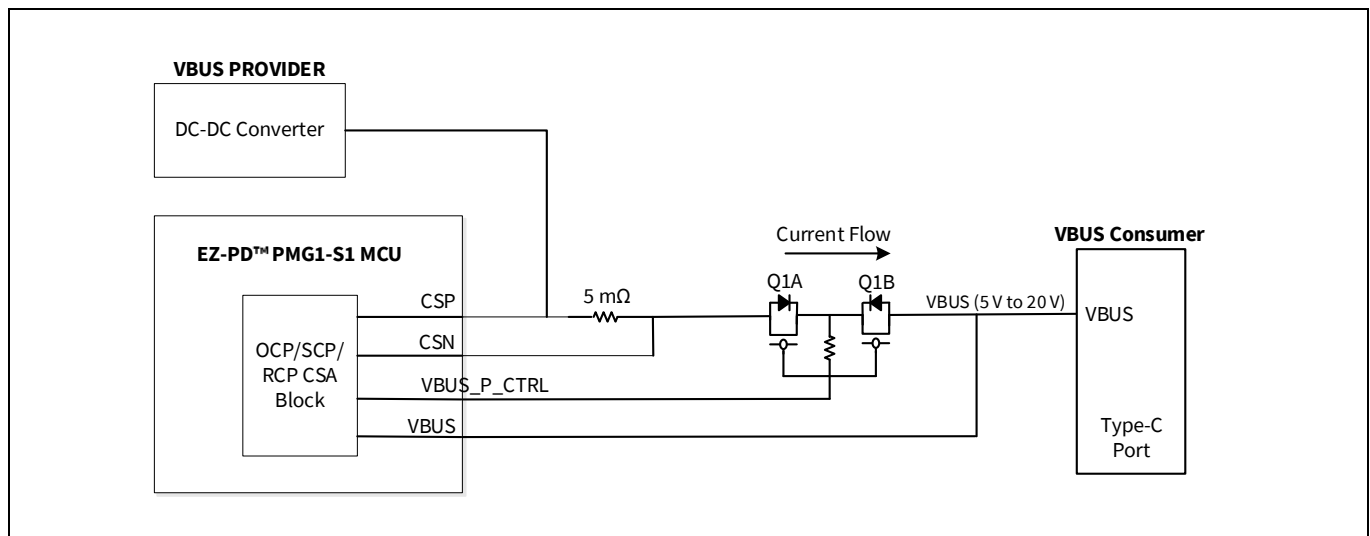 VBUS PROVIDER
DC-DC Converter
EZ-PD™ PMG1-S1 MCU
OCP/SCP/
RCP CSA
Block
CSP
CSN
VBUS_P_CTRL
VBUS
5 mΩ
Current Flow
Q1A
Q1B
VBUS (5 V to 20 V)
VBUS Consumer
VBUS
Type-C
Port